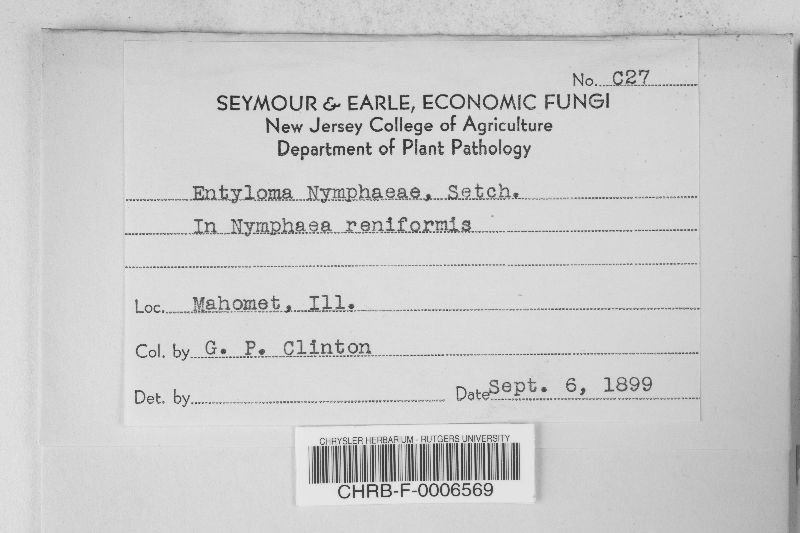 No. C27
SEYMOUR & EARLE, ECONOMIC FUNGI
New Jersey College of Agriculture
Department of Plant Pathology
Entyloma Nymphaeae, Setch.
In Nymphaea reniformis
Loc. Mahomet, Ill.
Col. by G. P. Clinton
Det. by
Date Sept. 6, 1899
CHRYSLER HERBARIUM - RUTGERS UNIVERSITY
CHRB-F-0006569